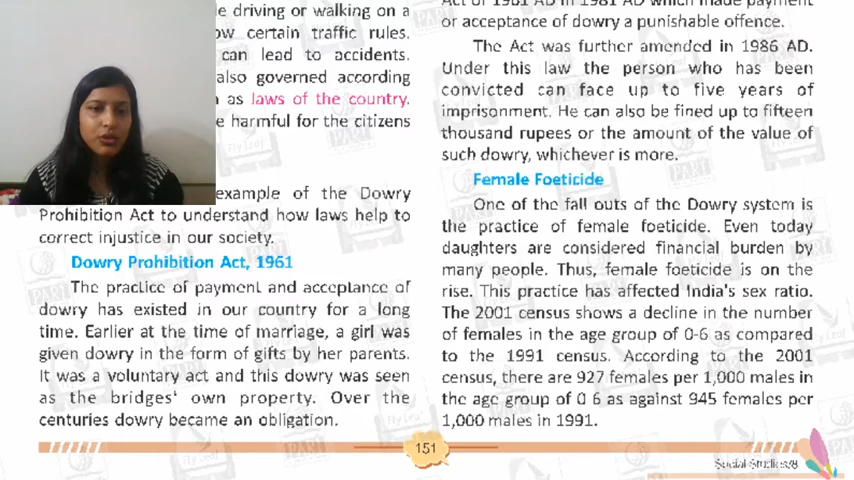 e driving or walking on a
ow certain traffic rules.
can lead to accidents.
also governed according
as laws of the country.
e harmful for the citizens
example of the Dowry
Prohibition Act to understand how laws help to
correct injustice in our society.
Dowry Prohibition Act, 1961
The practice of payment and acceptance of
dowry has existed in our country for a long
time. Earlier at the time of marriage, a girl was
given dowry in the form of gifts by her parents.
It was a voluntary act and this dowry was seen
as the bridges' own property. Over the
centuries dowry became an obligation.
Act of 1961 AD in 1981 AD which made payment
or acceptance of dowry a punishable offence.
The Act was further amended in 1986 AD.
Under this law the person who has been
convicted can face up to five years of
imprisonment. He can also be fined up to fifteen
thousand rupees or the amount of the value of
such dowry, whichever is more.
Female Foeticide
One of the fall outs of the Dowry system is
the practice of female foeticide. Even today
daughters are considered financial burden by
many people. Thus, female foeticide is on the
rise. This practice has affected India's sex ratio.
The 2001 census shows a decline in the number
of females in the age group of 0-6 as compared
to the 1991 census. According to the 2001
census, there are 927 females per 1,000 males in
the age group of 0 6 as against 945 females per
1,000 males in 1991.
151
Social Studies/8